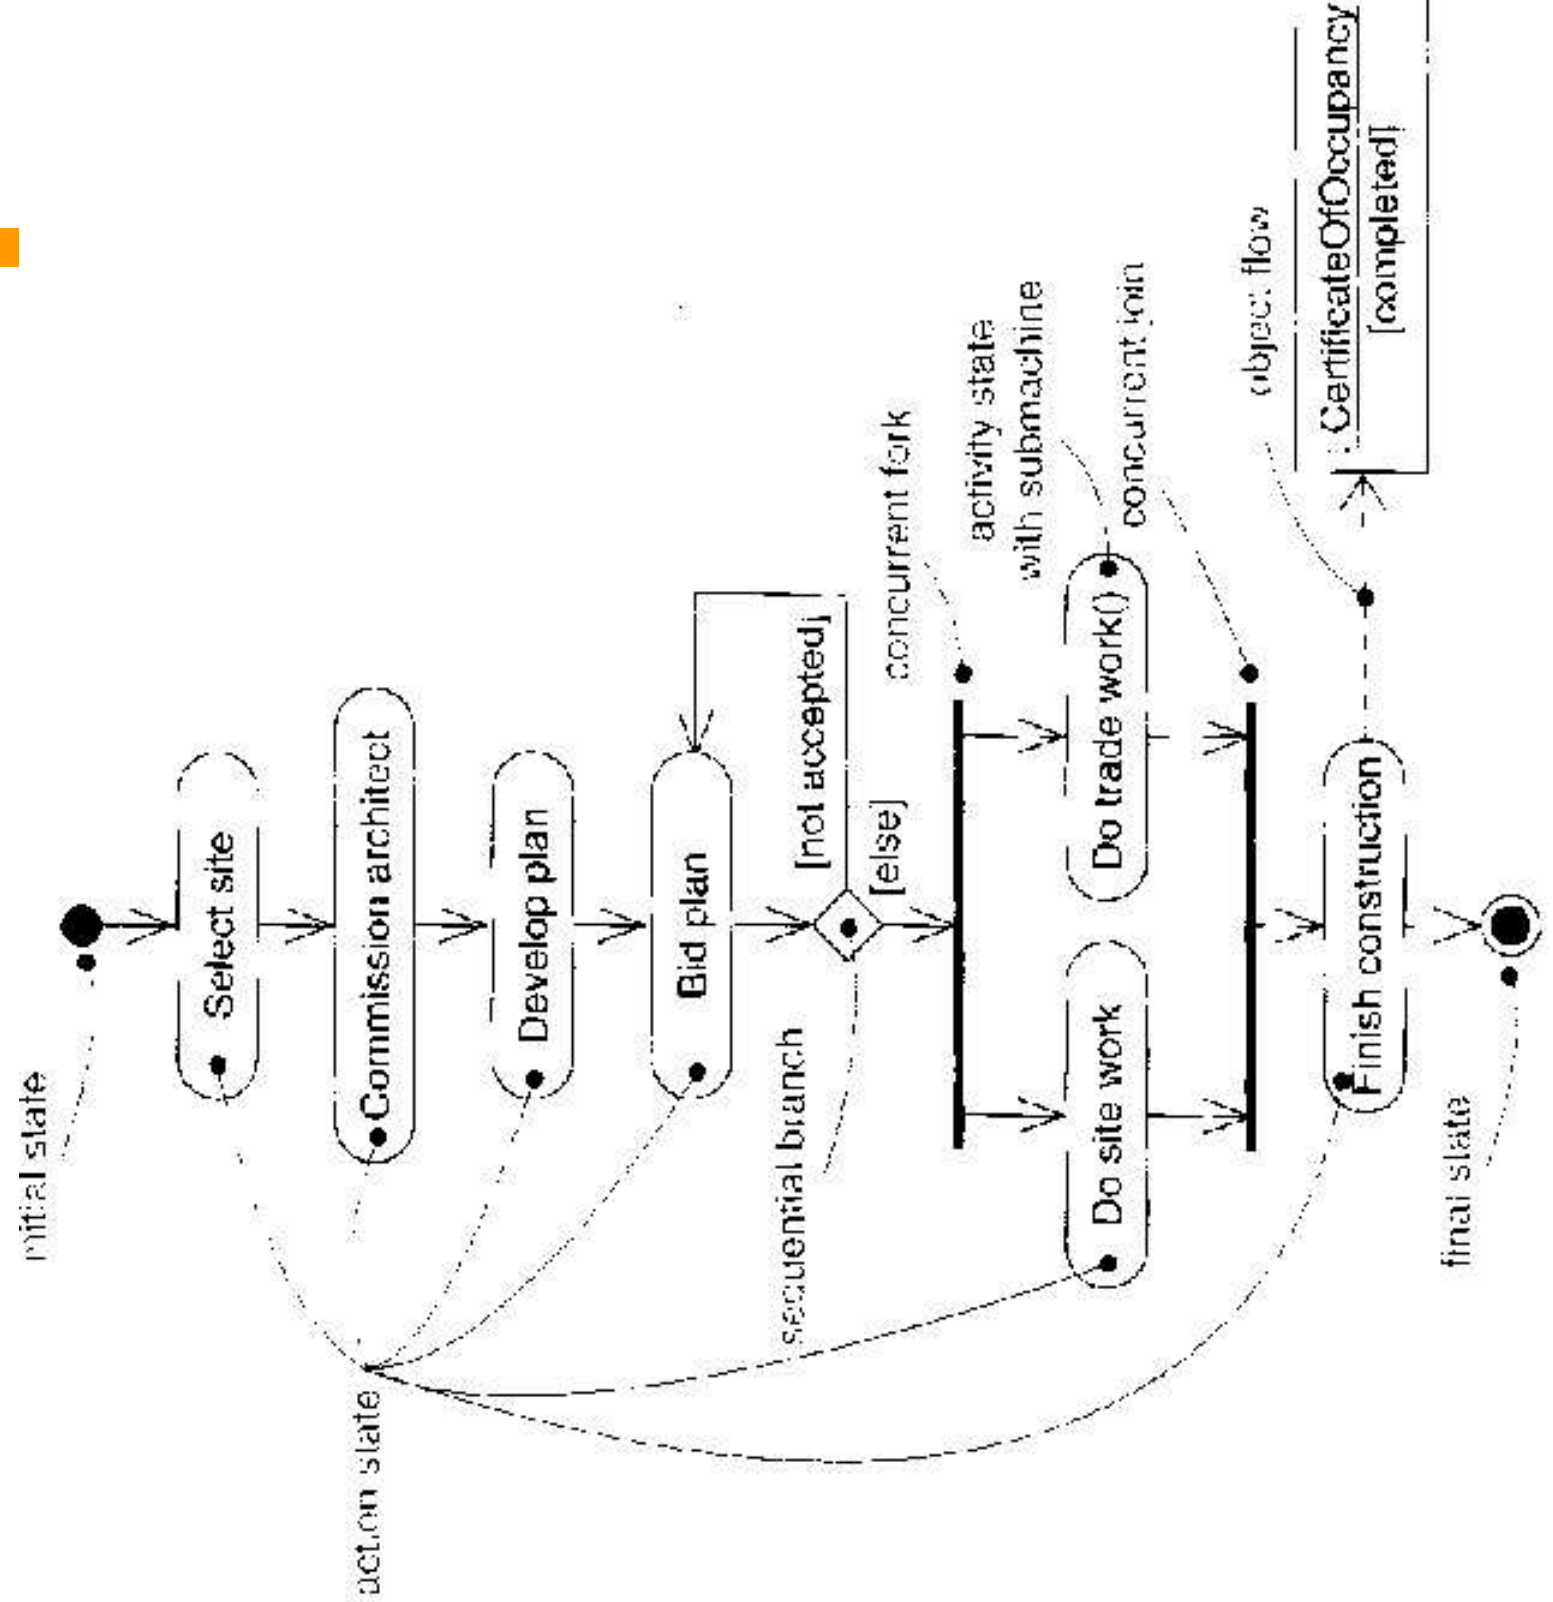 initial state
Select site
Commission architect
action state
Develop plan
Bid plan
sequential branch
[not accepted]
[else]
concurrent fork
activity state
with submachine
Do site work
Do trade work()
concurrent join
object flow
Finish construction
: CertificateOfOccupancy
[completed]
final state